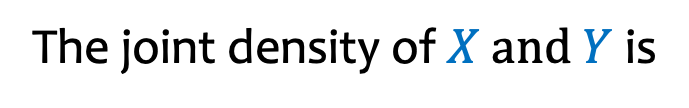 The joint density of X and Y is